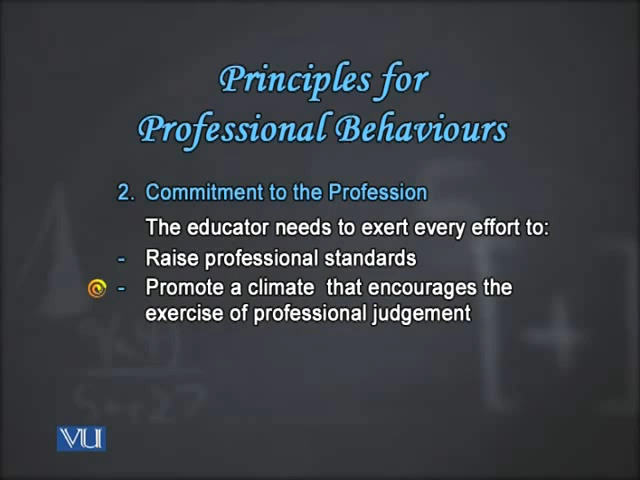 Principles for
Professional Behaviours
2. Commitment to the Profession
The educator needs to exert every effort to:
- Raise professional standards
- Promote a climate that encourages the
exercise of professional judgement
VU